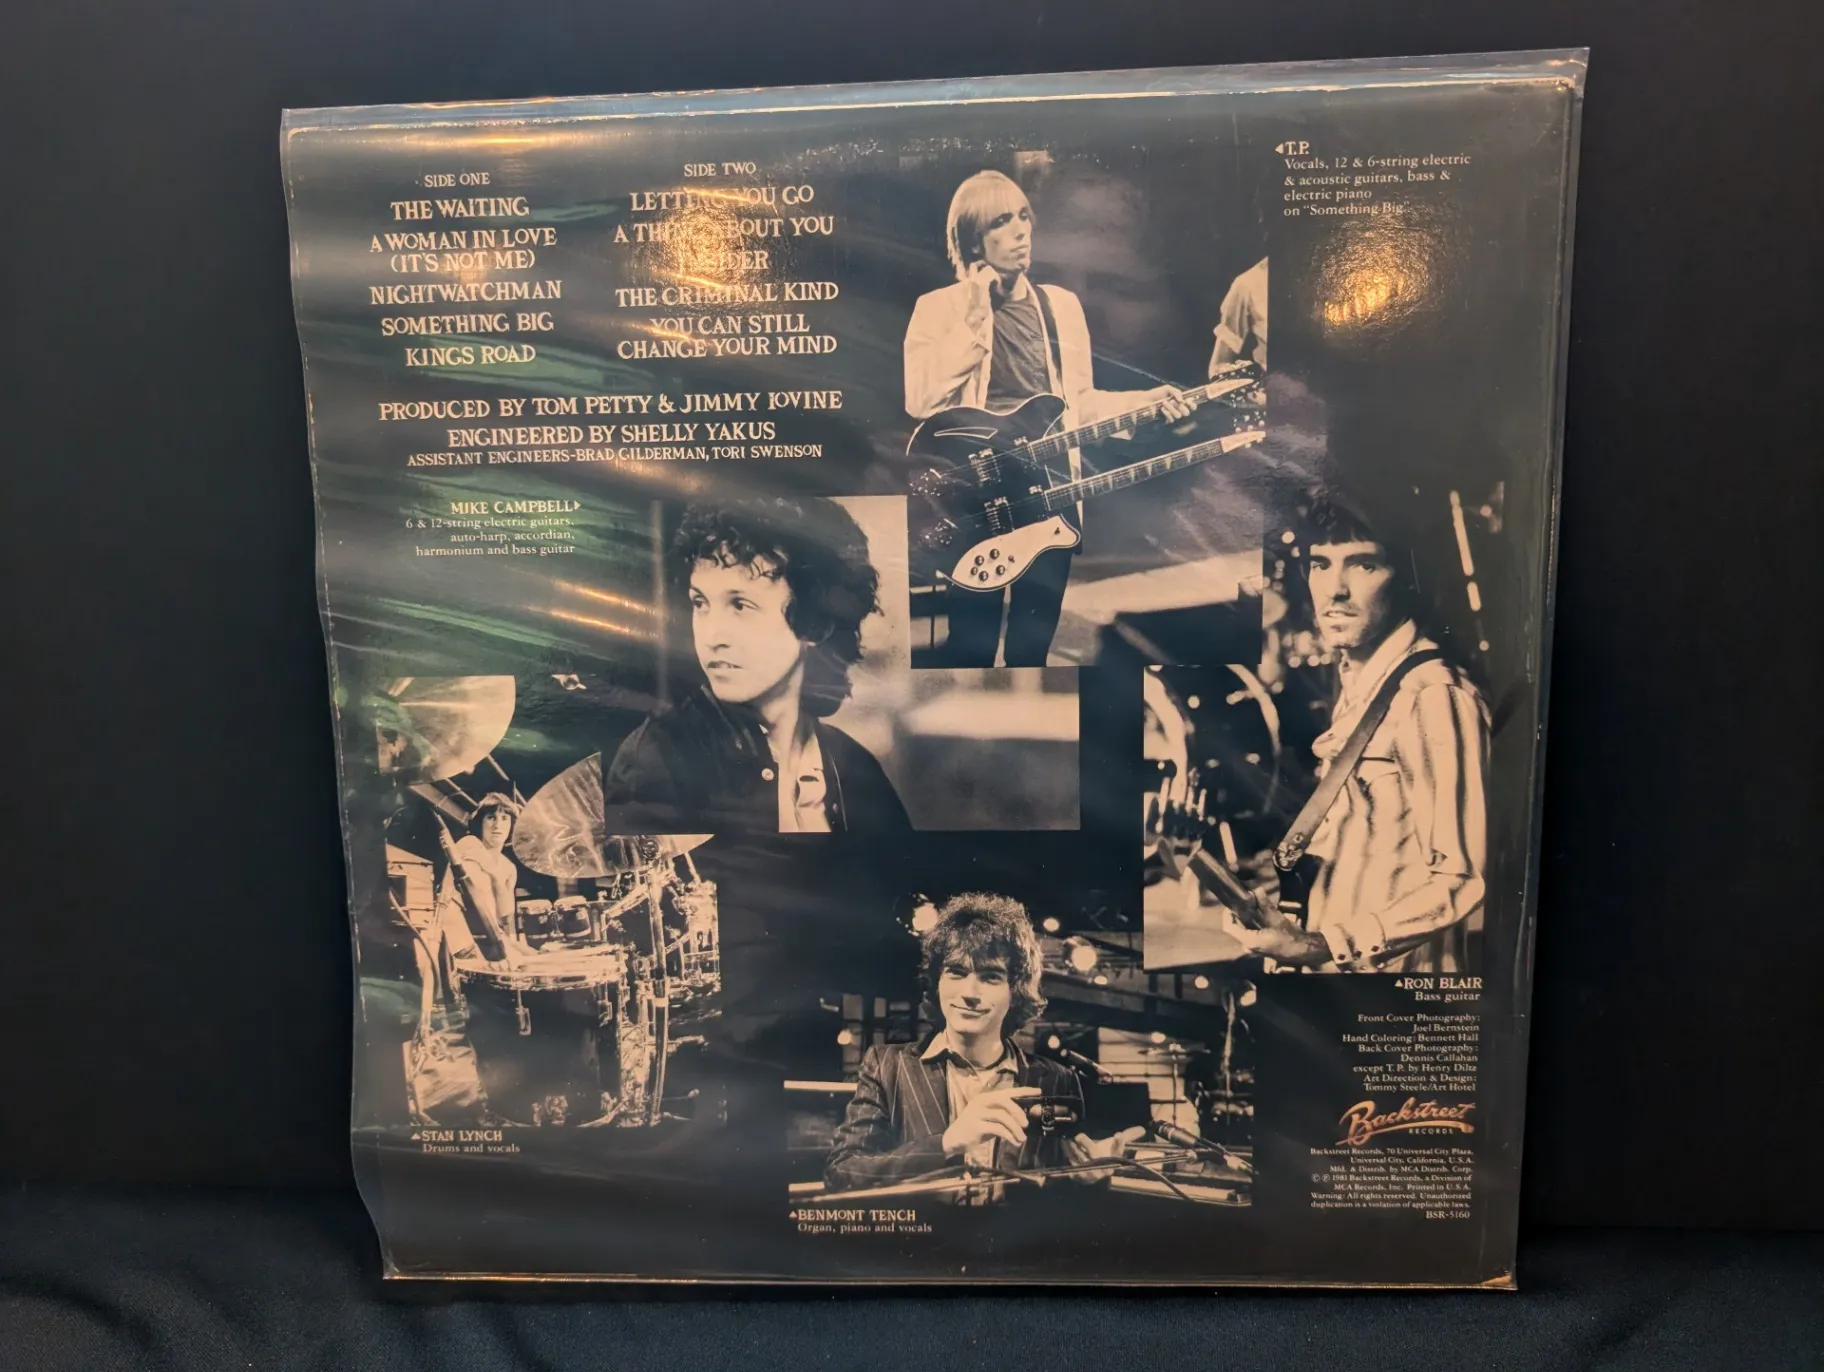 SIDE ONE
THE WAITING
A WOMAN IN LOVE
(IT'S NOT ME)
NIGHTWATCHMAN
SOMETHING BIG
KINGS ROAD
SIDE TWO
LETTING YOU GO
A THING ABOUT YOU
INSIDER
THE CRIMINAL KIND
YOU CAN STILL
CHANGE YOUR MIND
PRODUCED BY TOM PETTY & JIMMY IOVINE
ENGINEERED BY SHELLY YAKUS
ASSISTANT ENGINEERS-BRAD GILDERMAN, TORI SWENSON
T.P.
Vocals, 12 & 6-string electric
& acoustic guitars, bass &
electric piano
on "Something Big"
MIKE CAMPBELL
6 & 12-string electric guitars,
auto-harp, accordian,
harmonium and bass guitar
RON BLAIR
Bass guitar
STAN LYNCH
Drums and vocals
BENMONT TENCH
Organ, piano and vocals
Front Cover Photography:
Joel Bernstein
Hand Coloring: Bennett Hall
Back Cover Photography:
Dennis Callahan
except T. P. by Henry Diltz
Art Direction & Design:
Tommy Steele/Art Hotel
Backstreet
RECORDS
Backstreet Records, 70 Universal City Plaza,
Universal City, California, U.S.A.
Mfd. & Distrib. by MCA Distrib. Corp.
© ℗ 1981 Backstreet Records, a Division of
MCA Records, Inc. Printed in U.S.A.
Warning: All rights reserved. Unauthorized
duplication is a violation of applicable laws.
BSR-5160